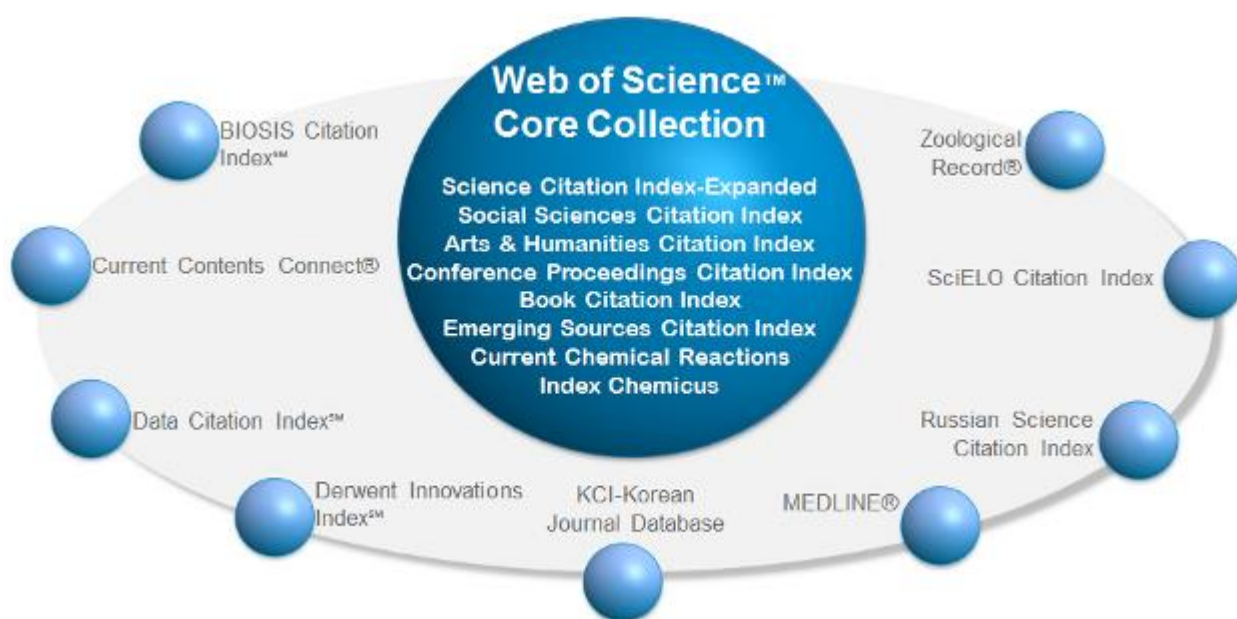 Web of Science™
Core Collection
Science Citation Index-Expanded
Social Sciences Citation Index
Arts & Humanities Citation Index
Conference Proceedings Citation Index
Book Citation Index
Emerging Sources Citation Index
Current Chemical Reactions
Index Chemicus
BIOSIS Citation
Index℠
Current Contents Connect®
Data Citation Index℠
Derwent Innovations
Index℠
KCI-Korean
Journal Database
MEDLINE®
Russian Science
Citation Index
SciELO Citation Index
Zoological
Record®